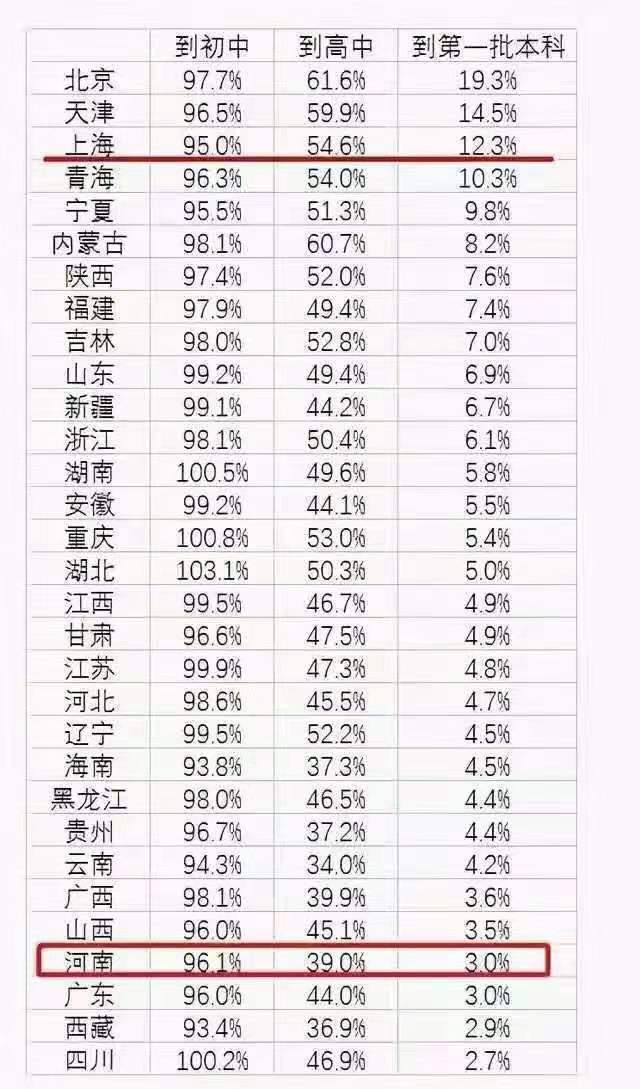 到初中 到高中 到第一批本科
北京 97.7% 61.6% 19.3%
天津 96.5% 59.9% 14.5%
上海 95.0% 54.6% 12.3%
青海 96.3% 54.0% 10.3%
宁夏 95.5% 51.3% 9.8%
内蒙古 98.1% 60.7% 8.2%
陕西 97.4% 52.0% 7.6%
福建 97.9% 49.4% 7.4%
吉林 98.0% 52.8% 7.0%
山东 99.2% 49.4% 6.9%
新疆 99.1% 44.2% 6.7%
浙江 98.1% 50.4% 6.1%
湖南 100.5% 49.6% 5.8%
安徽 99.2% 44.1% 5.5%
重庆 100.8% 53.0% 5.4%
湖北 103.1% 50.3% 5.0%
江西 99.5% 46.7% 4.9%
甘肃 96.6% 47.5% 4.9%
江苏 99.9% 47.3% 4.8%
河北 98.6% 45.5% 4.7%
辽宁 99.5% 52.2% 4.5%
海南 93.8% 37.3% 4.5%
黑龙江 98.0% 46.5% 4.4%
贵州 96.7% 37.2% 4.4%
云南 94.3% 34.0% 4.2%
广西 98.1% 39.9% 3.6%
山西 96.0% 45.1% 3.5%
河南 96.1% 39.0% 3.0%
广东 96.0% 44.0% 3.0%
西藏 93.4% 36.9% 2.9%
四川 100.2% 46.9% 2.7%